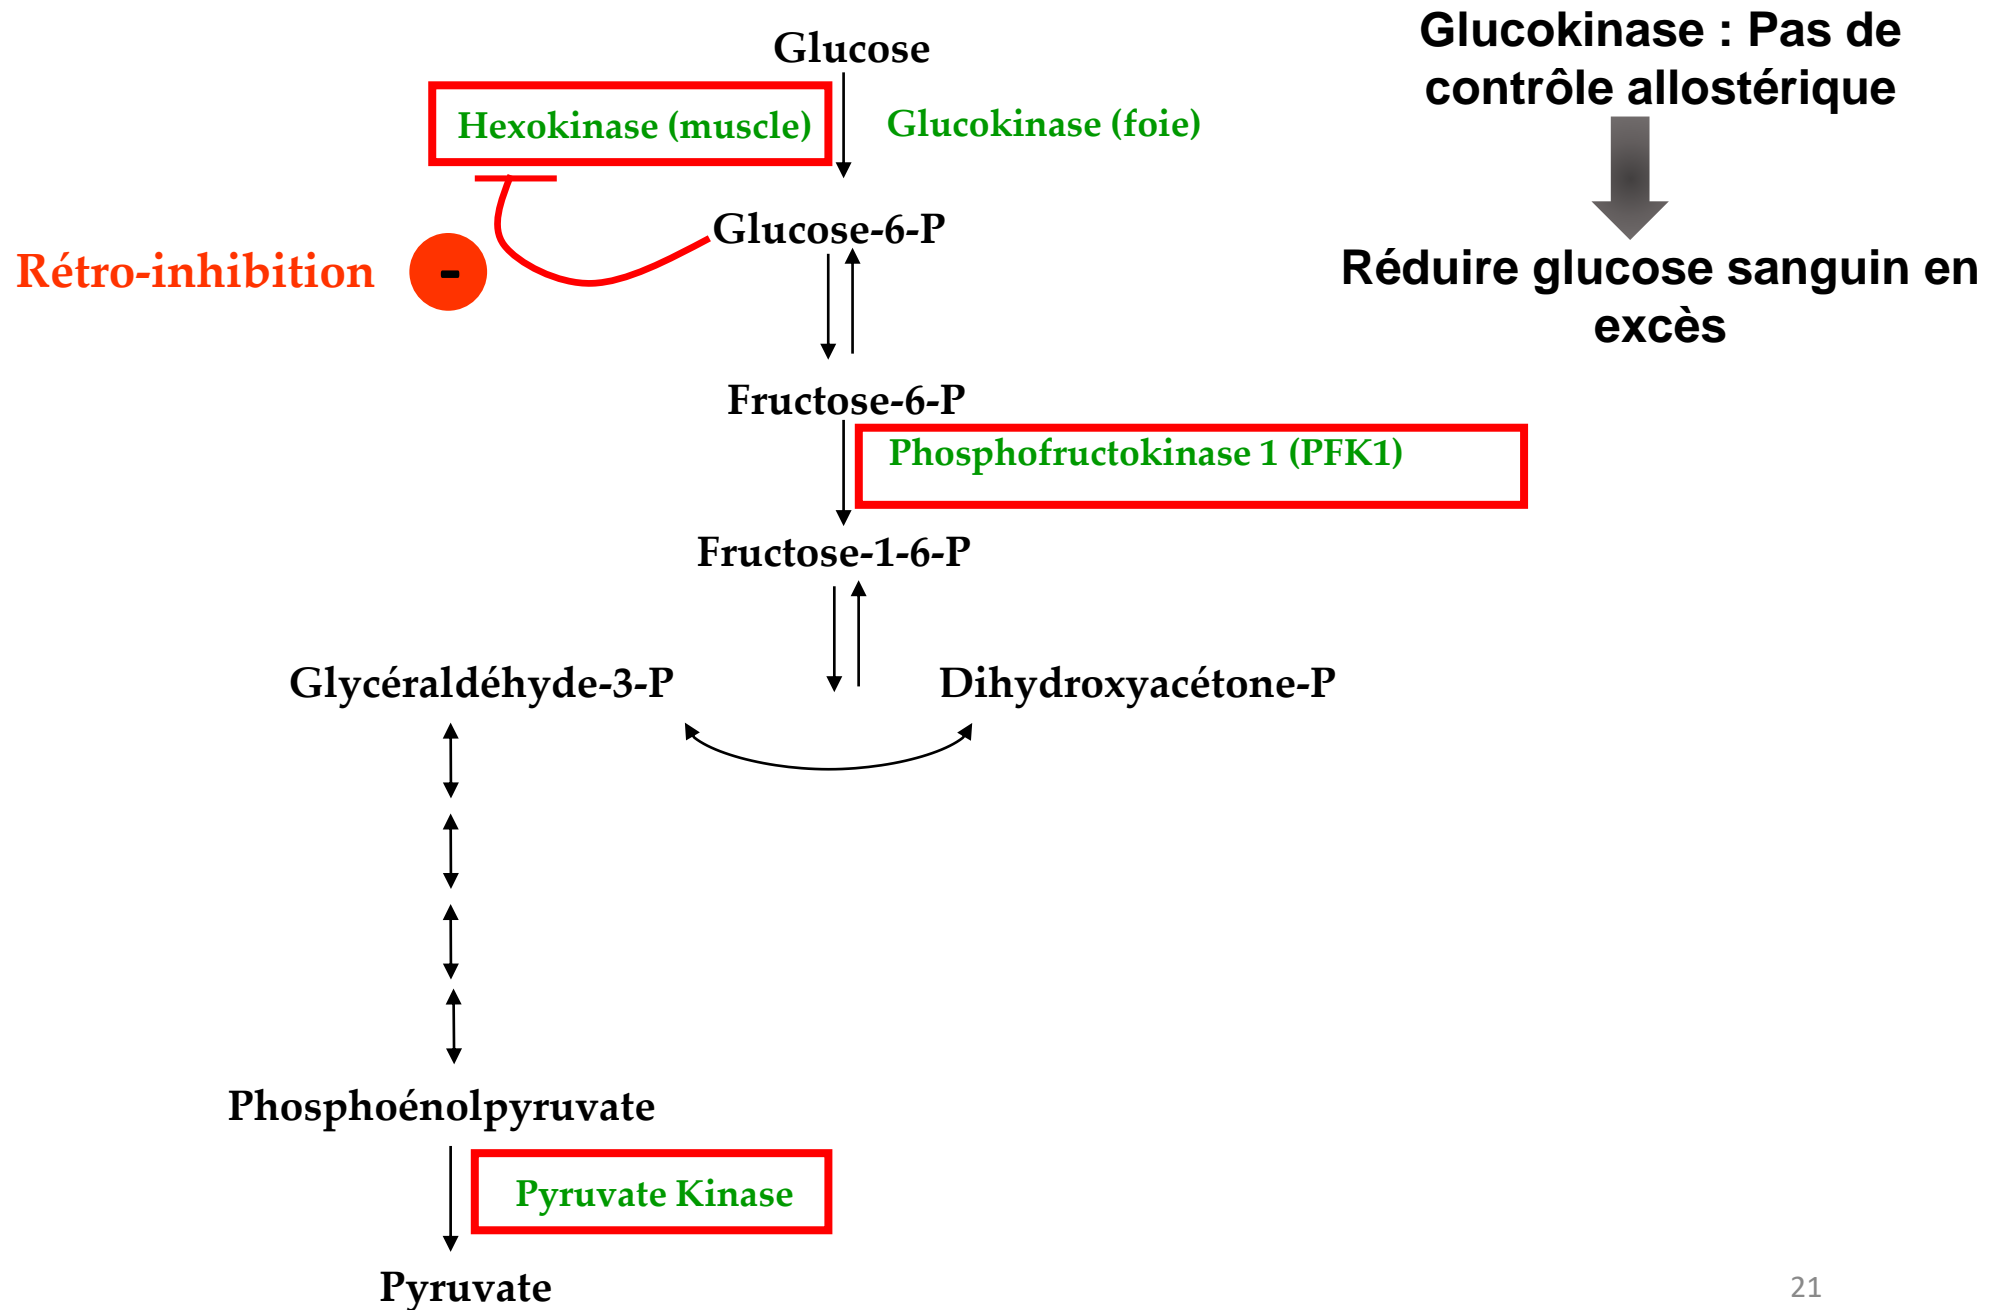 Glucose
Glucokinase : Pas de
contrôle allostérique
Hexokinase (muscle)
Glucokinase (foie)
Glucose-6-P
Rétro-inhibition
-
Réduire glucose sanguin en
excès
Fructose-6-P
Phosphofructokinase 1 (PFK1)
Fructose-1-6-P
Glycéraldéhyde-3-P
Dihydroxyacétone-P
Phosphoénolpyruvate
Pyruvate Kinase
Pyruvate
21